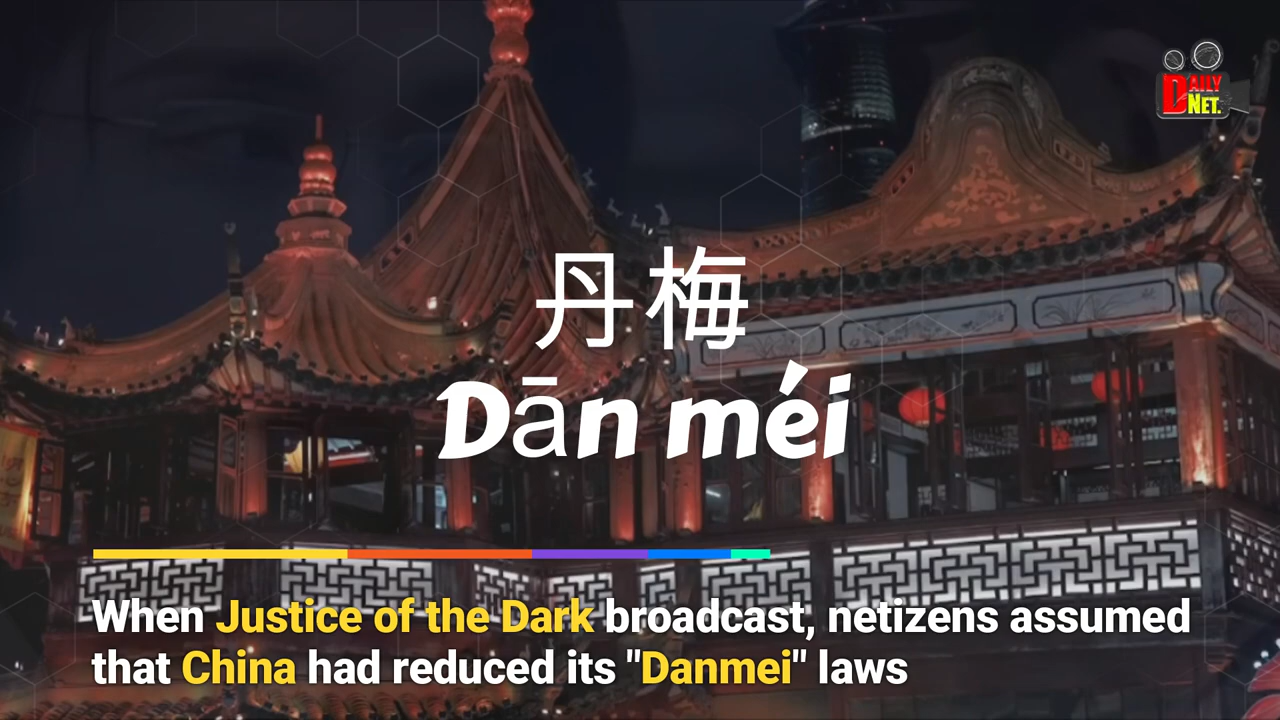 DAILY
NET.
丹梅
Dān méi
When Justice of the Dark broadcast, netizens assumed
that China had reduced its "Danmei" laws